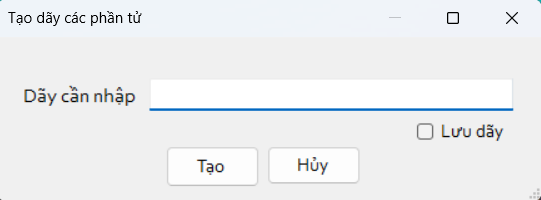 Tạo dãy các phần tử
Dãy cần nhập
Lưu dãy
Tạo
Hủy